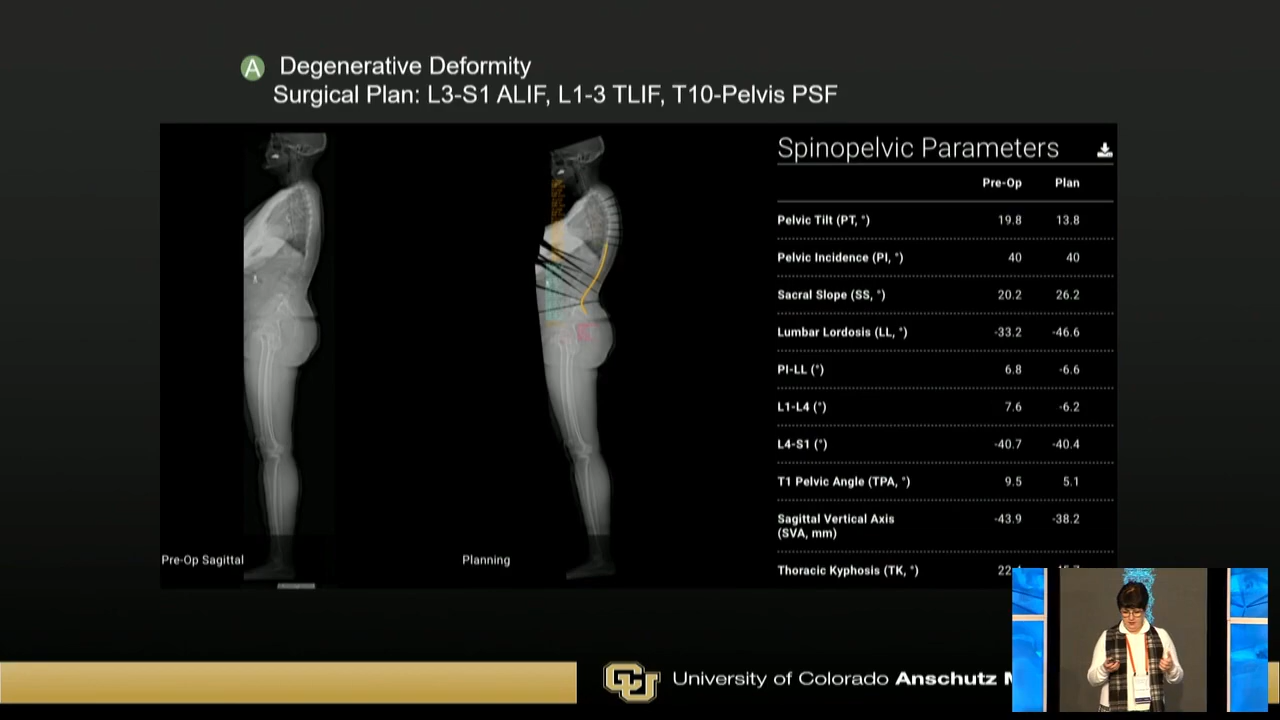 A Degenerative Deformity
Surgical Plan: L3-S1 ALIF, L1-3 TLIF, T10-Pelvis PSF
Spinopelvic Parameters
Pre-Op Plan
Pelvic Tilt (PT, °) 19.8 13.8
Pelvic Incidence (PI, °) 40 40
Sacral Slope (SS, °) 20.2 26.2
Lumbar Lordosis (LL, °) -33.2 -46.6
PI-LL (°) 6.8 -6.6
L1-L4 (°) 7.6 -6.2
L4-S1 (°) -40.7 -40.4
T1 Pelvic Angle (TPA, °) 9.5 5.1
Sagittal Vertical Axis
(SVA, mm) -43.9 -38.2
Thoracic Kyphosis (TK, °)
Pre-Op Sagittal
Planning
CU University of Colorado Anschutz